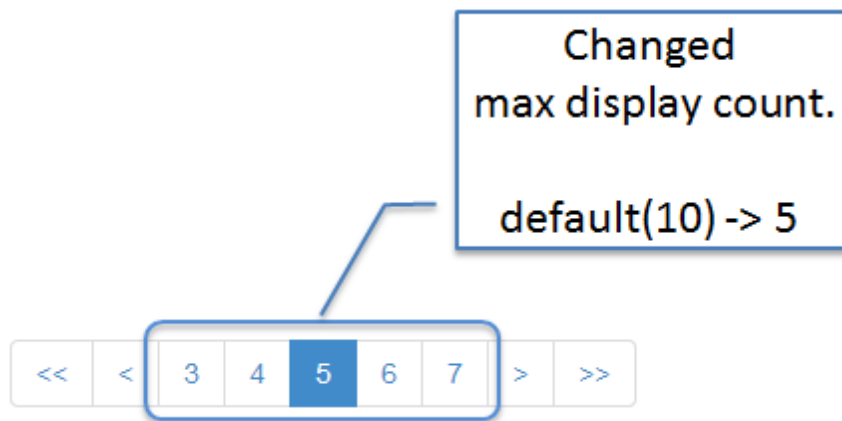 Changed
max display count.
default(10) -> 5
<< < 3 4 5 6 7 > >>